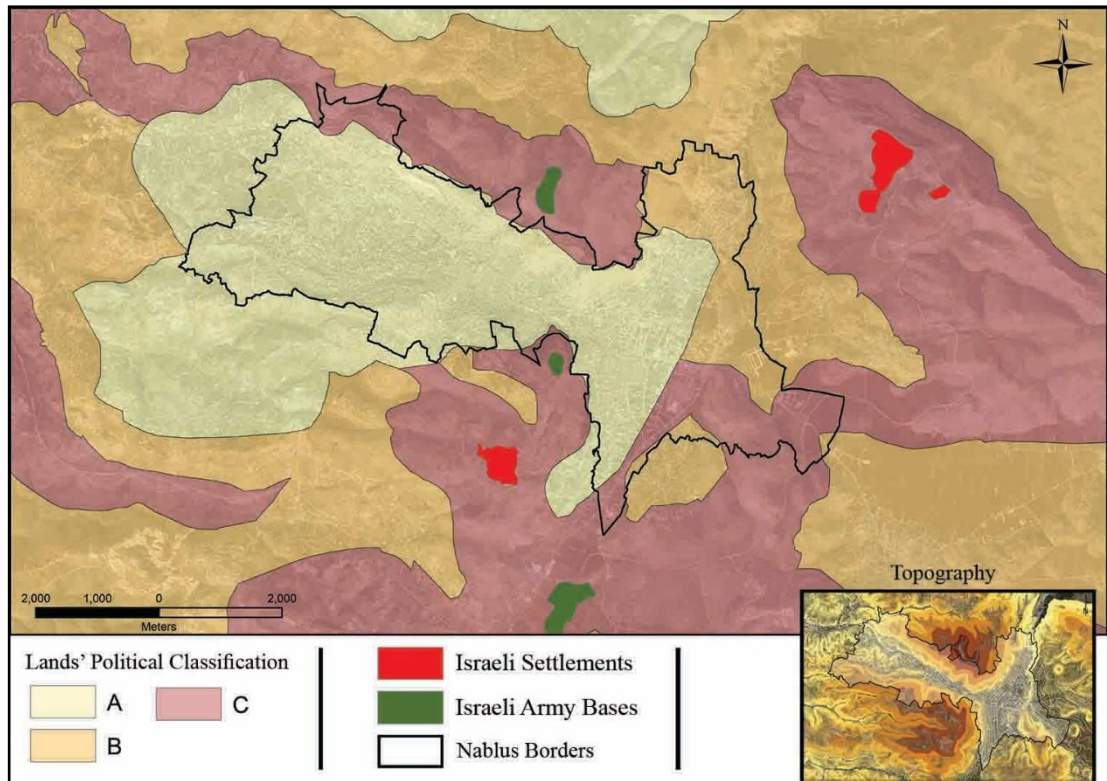 N
2,000 1,000 0 2,000
Meters
Topography
Lands' Political Classification
A
C
B
Israeli Settlements
Israeli Army Bases
Nablus Borders